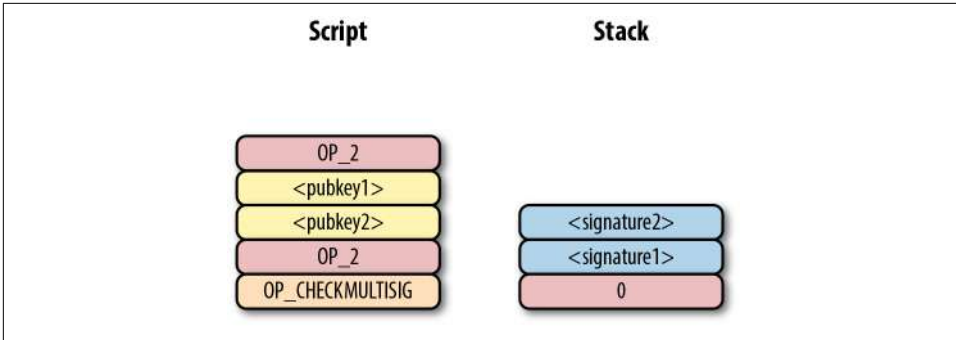 Script
Stack
OP_2
<pubkey1>
<pubkey2>
OP_2
OP_CHECKMULTISIG
<signature2>
<signature1>
0